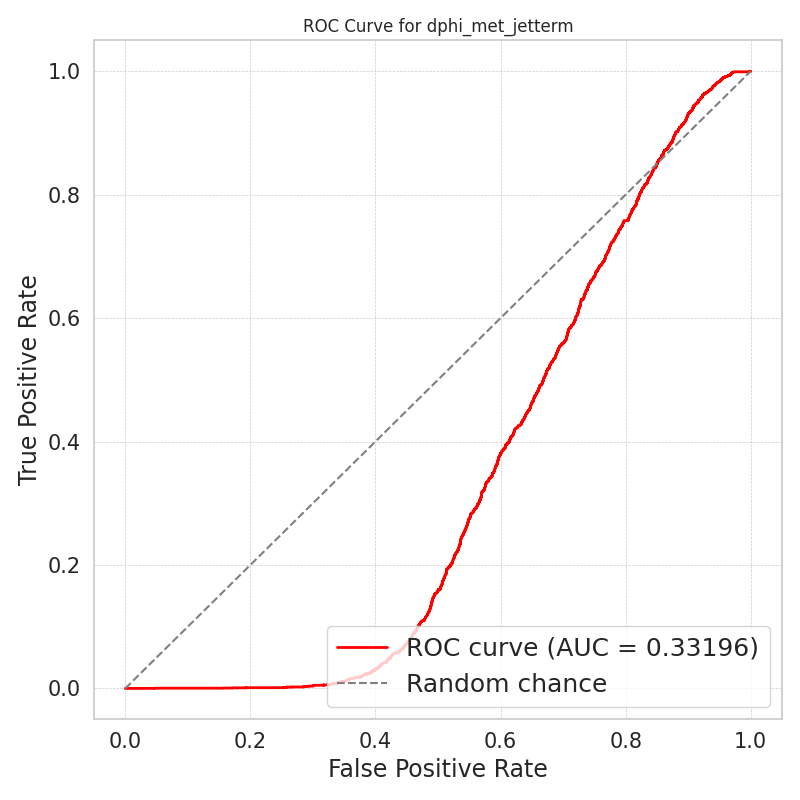 ROC Curve for dphi_met_jetterm
1.0
0.8
0.6
0.4
0.2
0.0
True Positive Rate
ROC curve (AUC = 0.33196)
Random chance
0.0 0.2 0.4 0.6 0.8 1.0
False Positive Rate